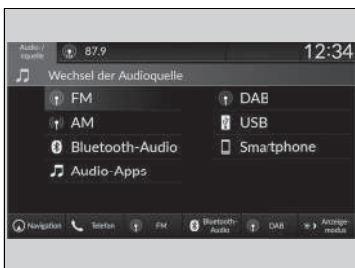 Audio-/
oquelle
87.9
12:34
Wechsel der Audioquelle
FM
DAB
AM
USB
Bluetooth-Audio
Smartphone
Audio-Apps
Navigation
Telefon
FM
Bluetooth-
Audio
DAB
Anzeige-
modus